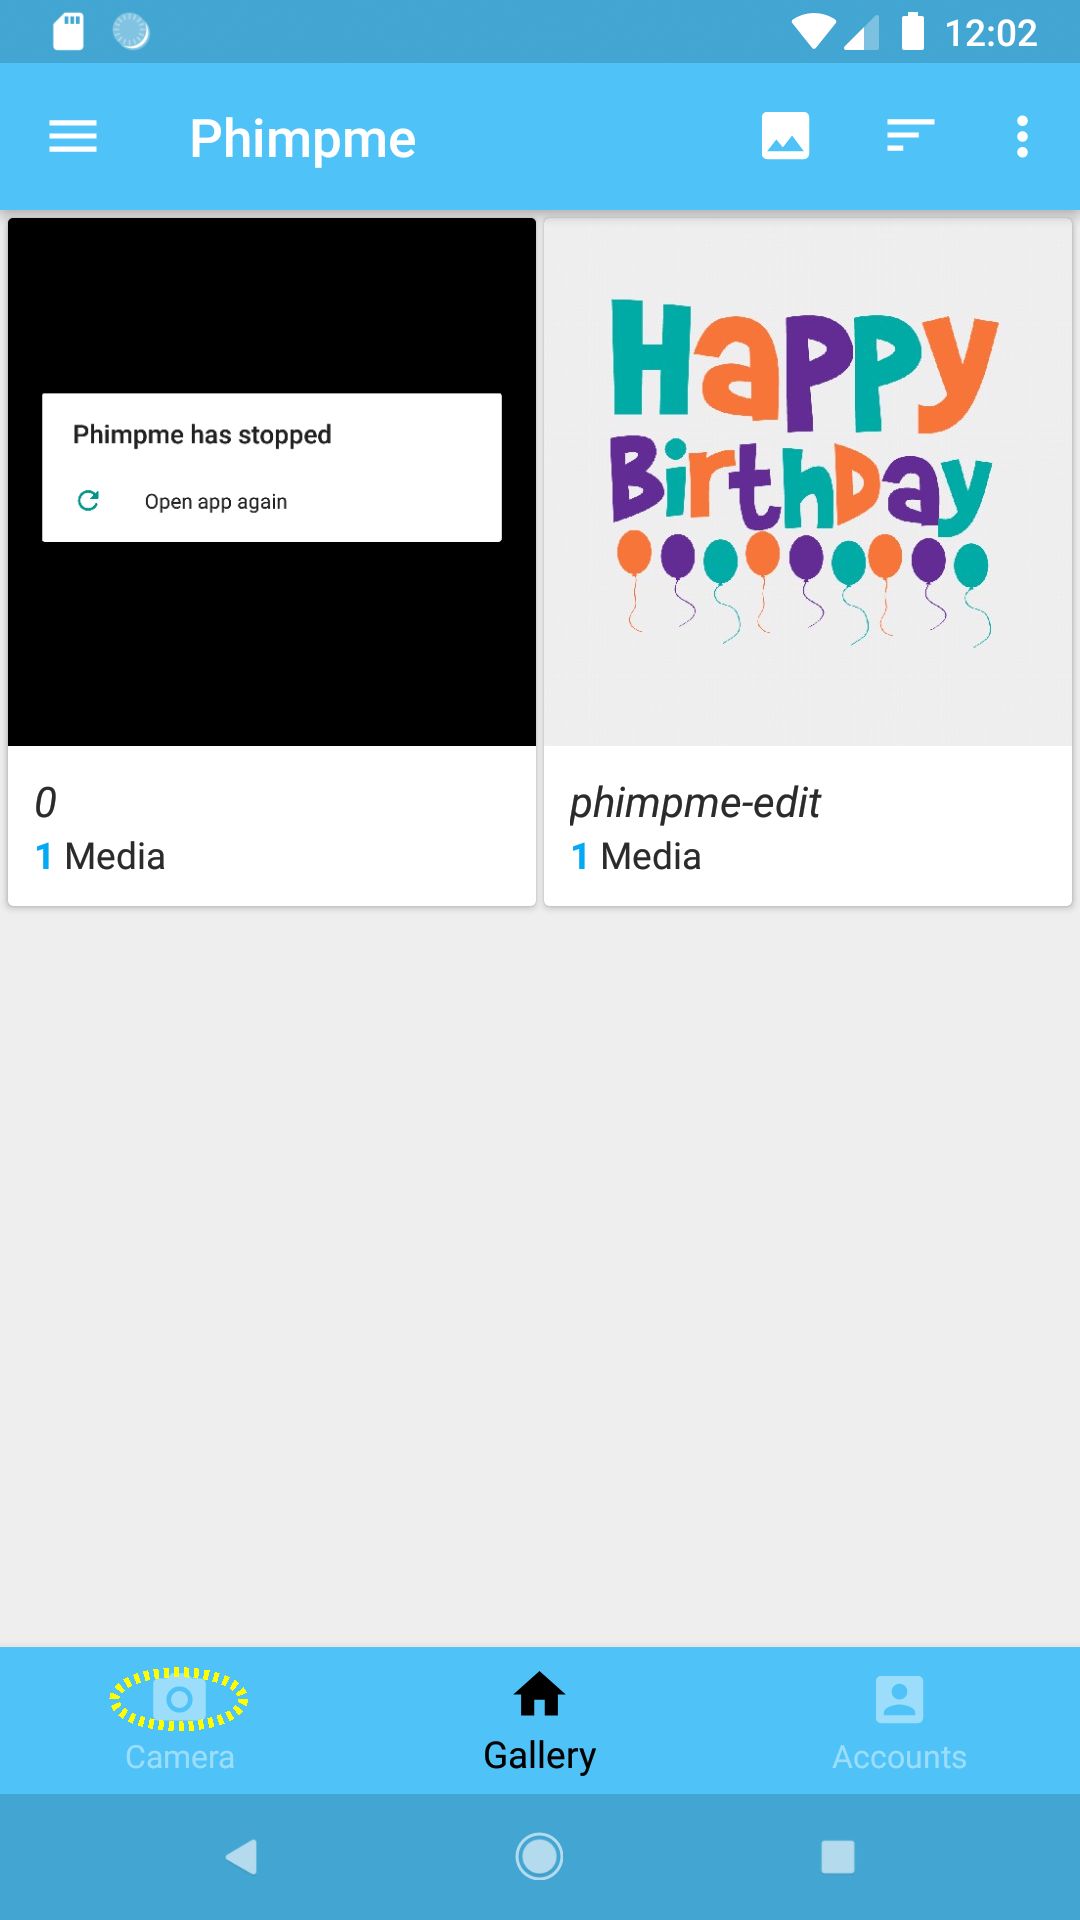 12:02
Phimpme
Phimpme has stopped
Open app again
Happy
Birthday
0
1 Media
phimpme-edit
1 Media
Camera
Gallery
Accounts